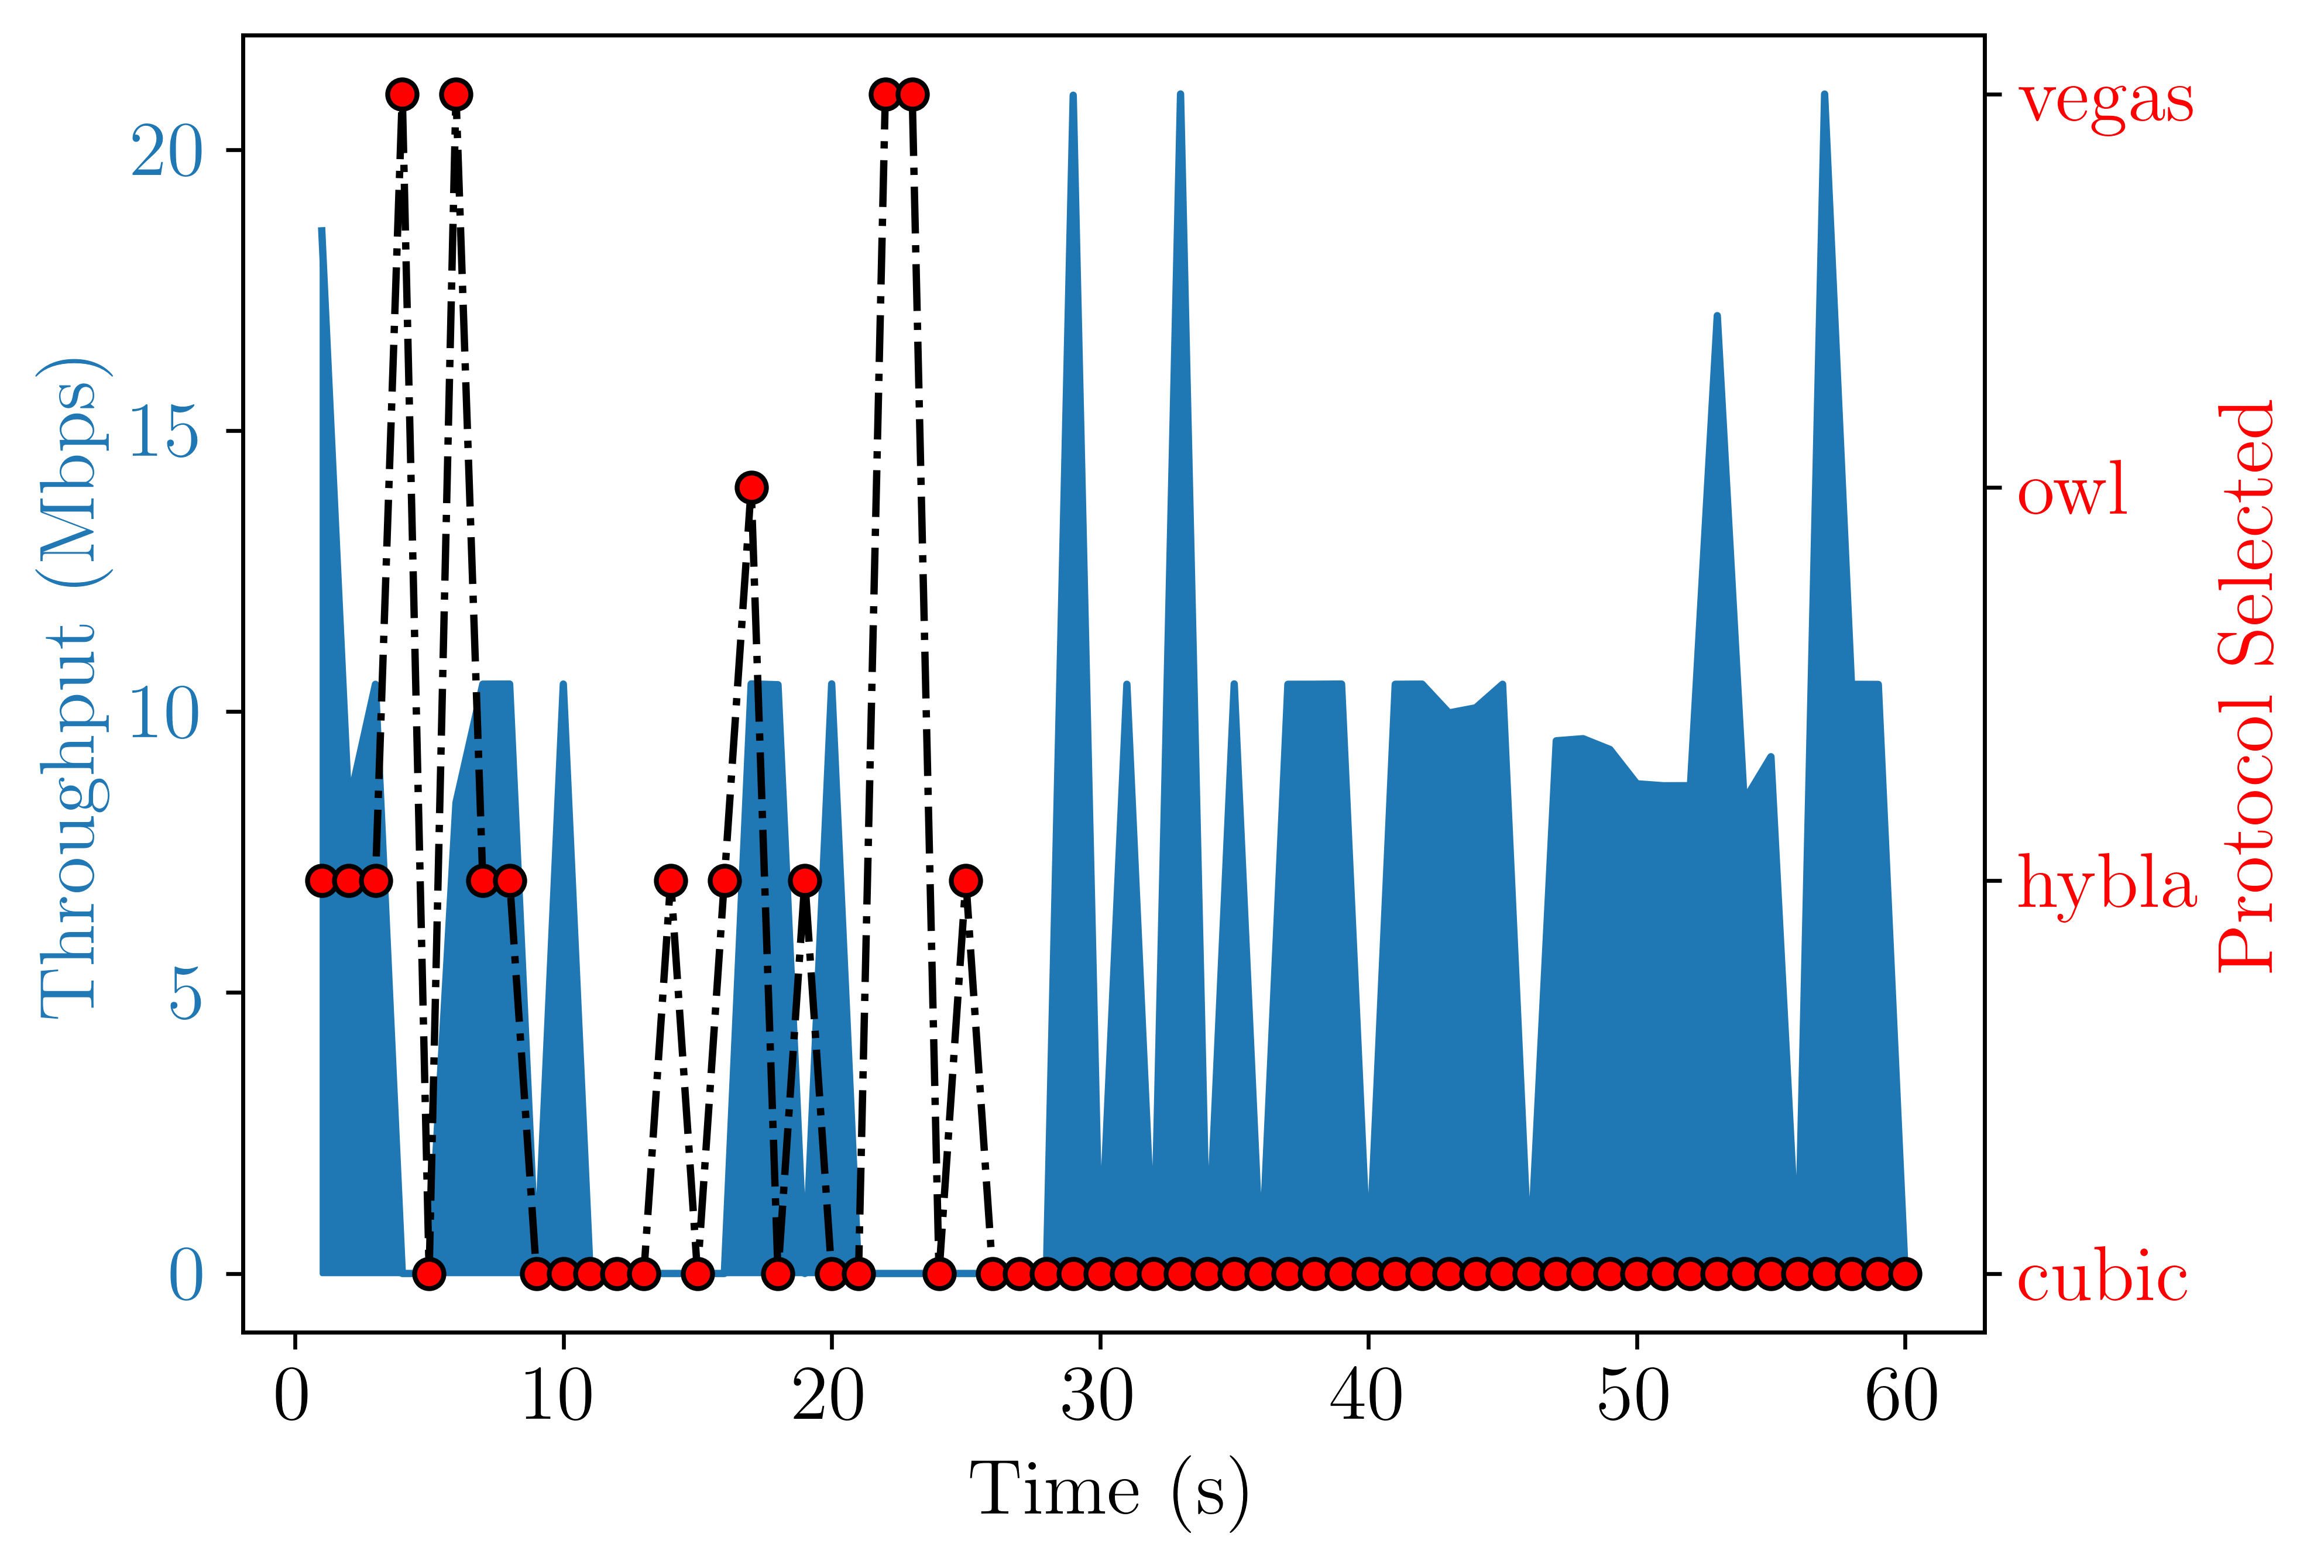 Throughput (Mbps)
20
15
10
5
0
0 10 20 30 40 50 60
Time (s)
vegas
owl
hybla
cubic
Protocol Selected